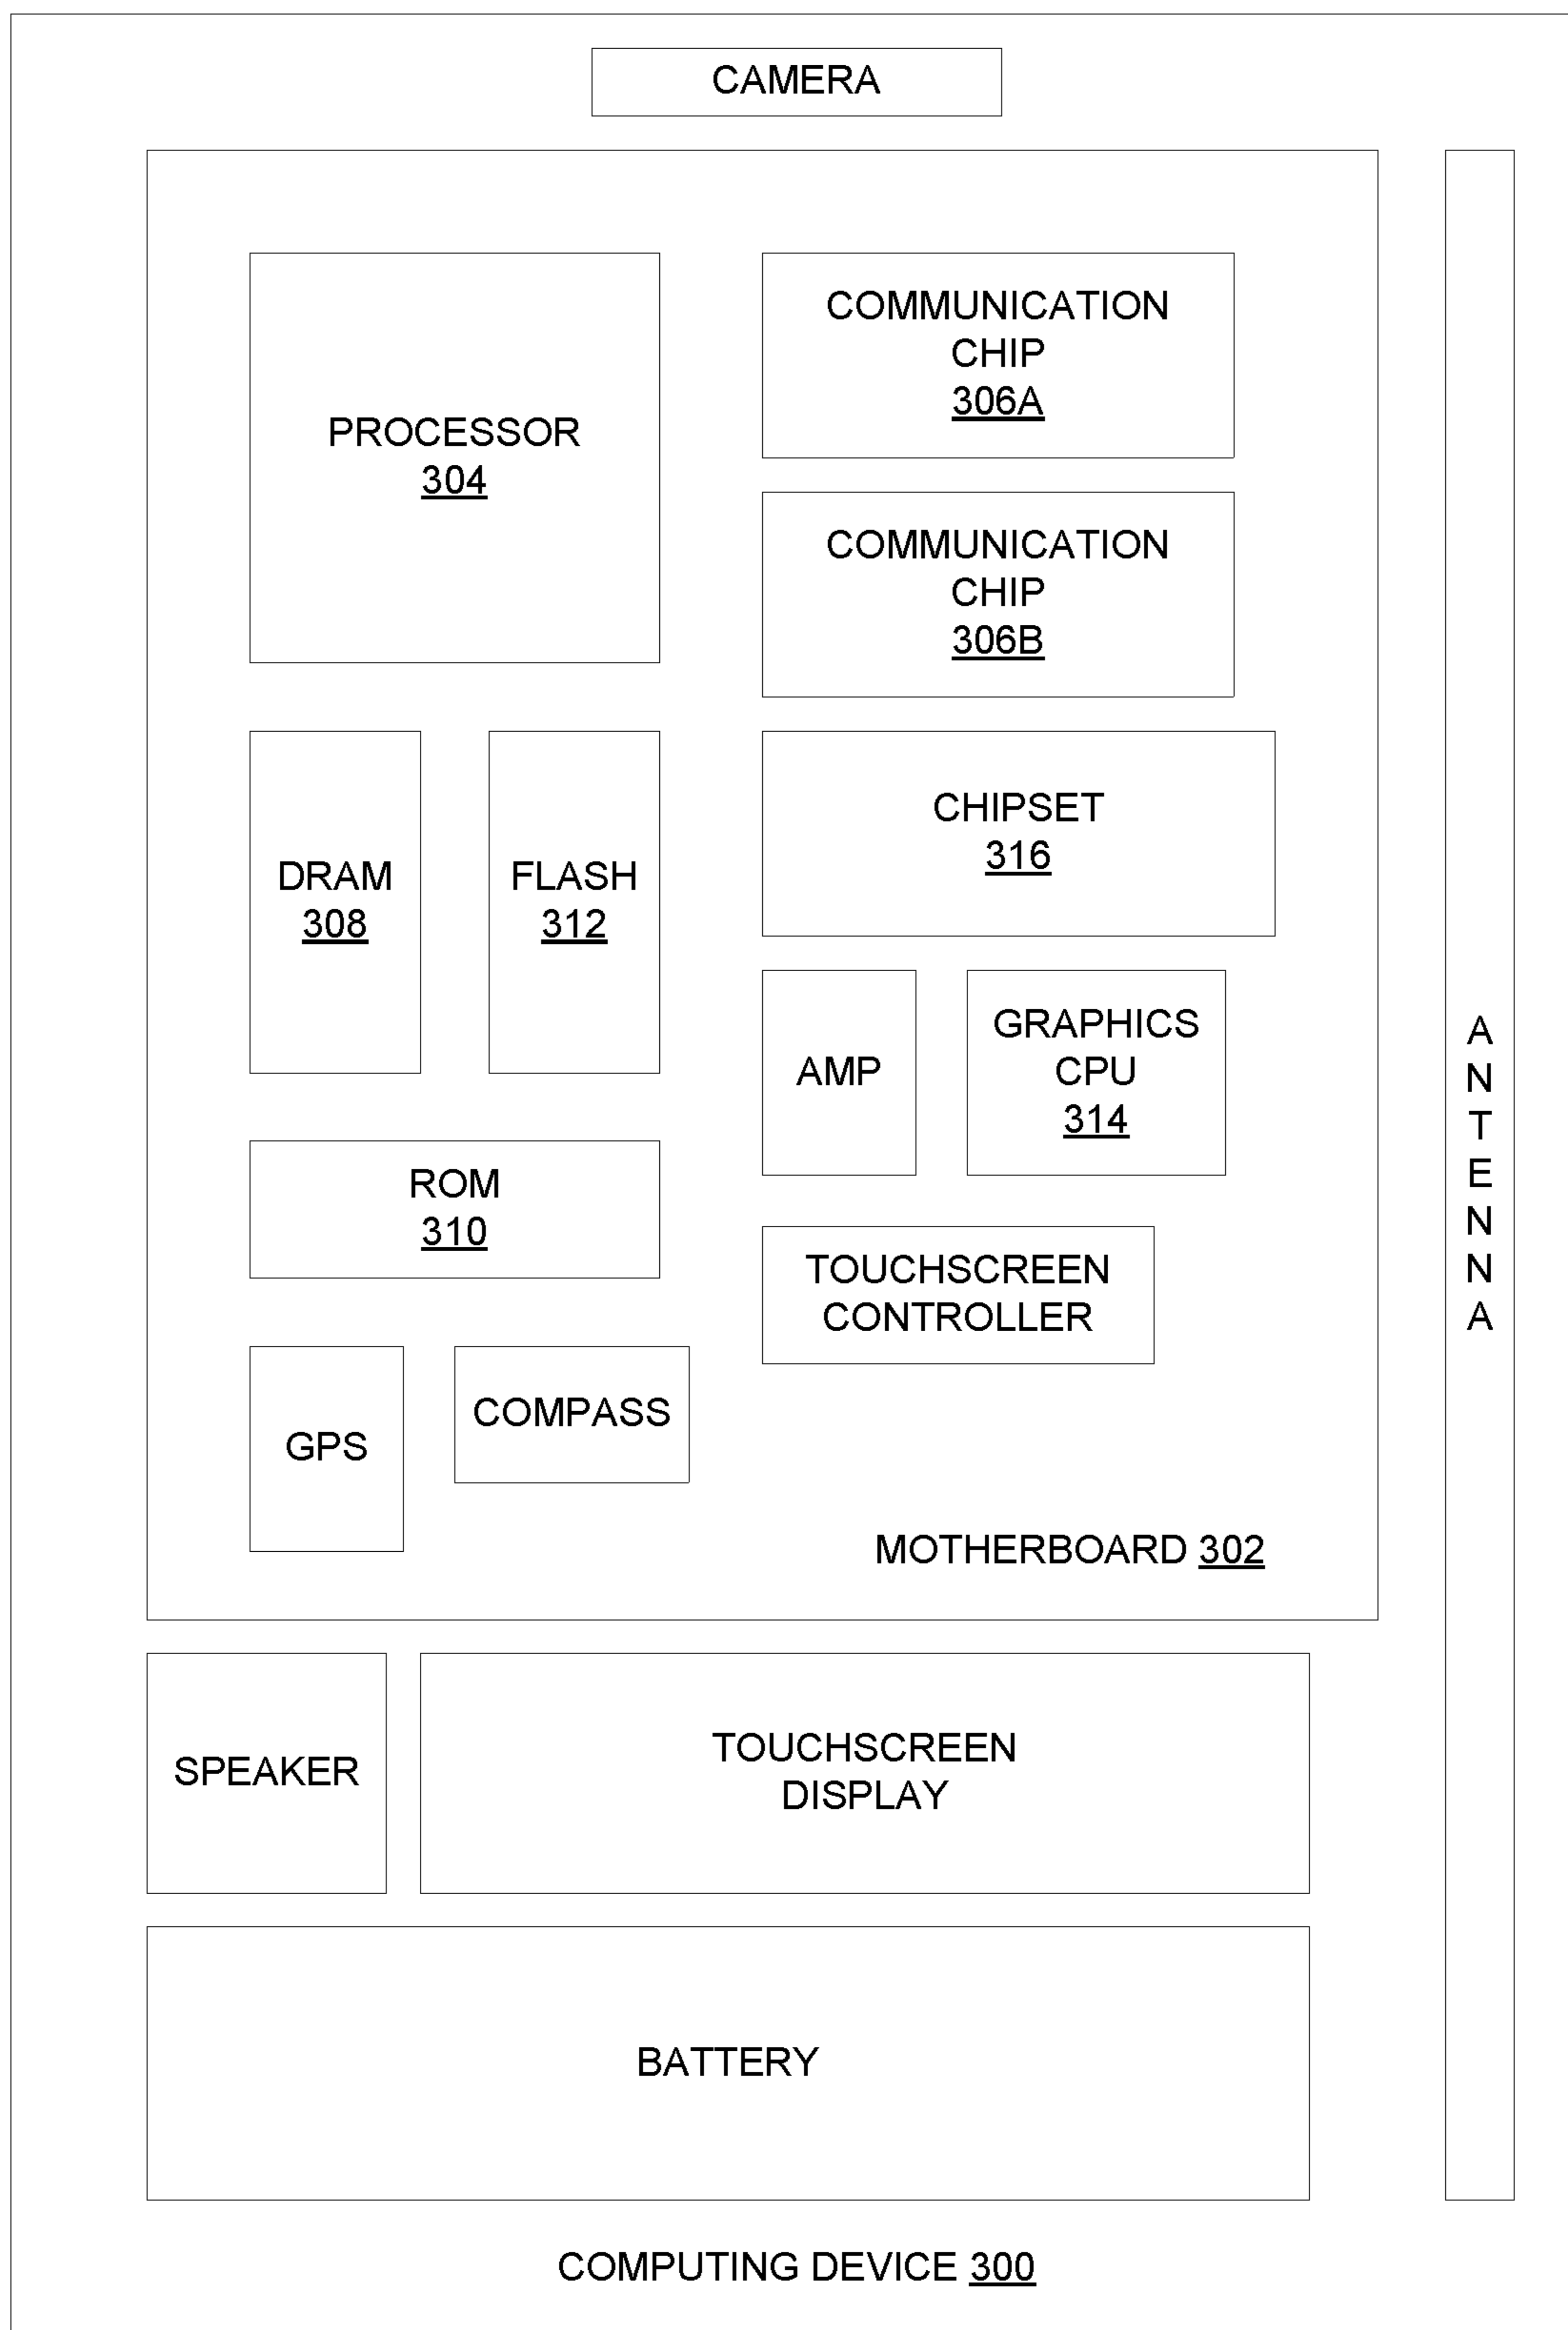 CAMERA
PROCESSOR
304
COMMUNICATION
CHIP
306A
COMMUNICATION
CHIP
306B
DRAM
308
FLASH
312
CHIPSET
316
AMP
GRAPHICS
CPU
314
ROM
310
TOUCHSCREEN
CONTROLLER
GPS
COMPASS
MOTHERBOARD 302
A
N
T
E
N
N
A
SPEAKER
TOUCHSCREEN
DISPLAY
BATTERY
COMPUTING DEVICE 300